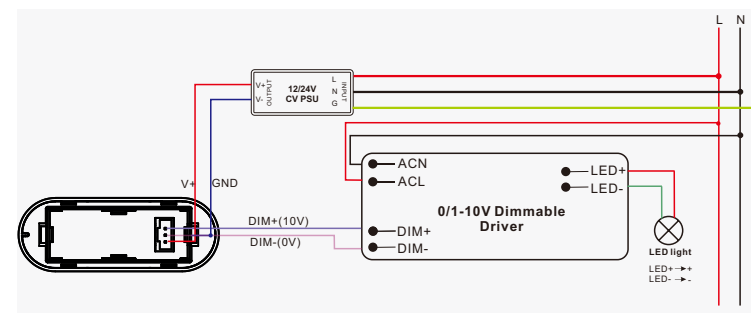 L N
V+ OUTPUT 12/24V CV PSU INPUT L
V- N
G
ACN
ACL
LED+
LED-
V+ GND
0/1-10V Dimmable
Driver
DIM+(10V)
DIM+
DIM-(0V)
DIM-
LED light
LED+→+
LED-→-